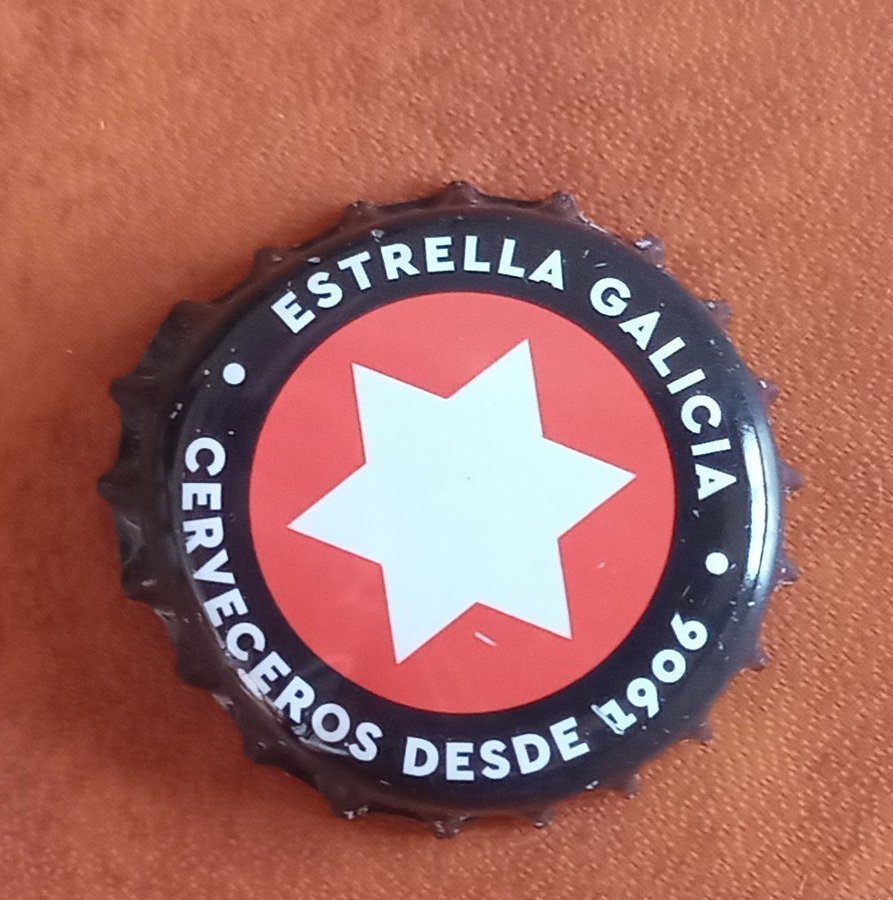 ESTRELLA GALICIA
CERVECEROS DESDE 1906